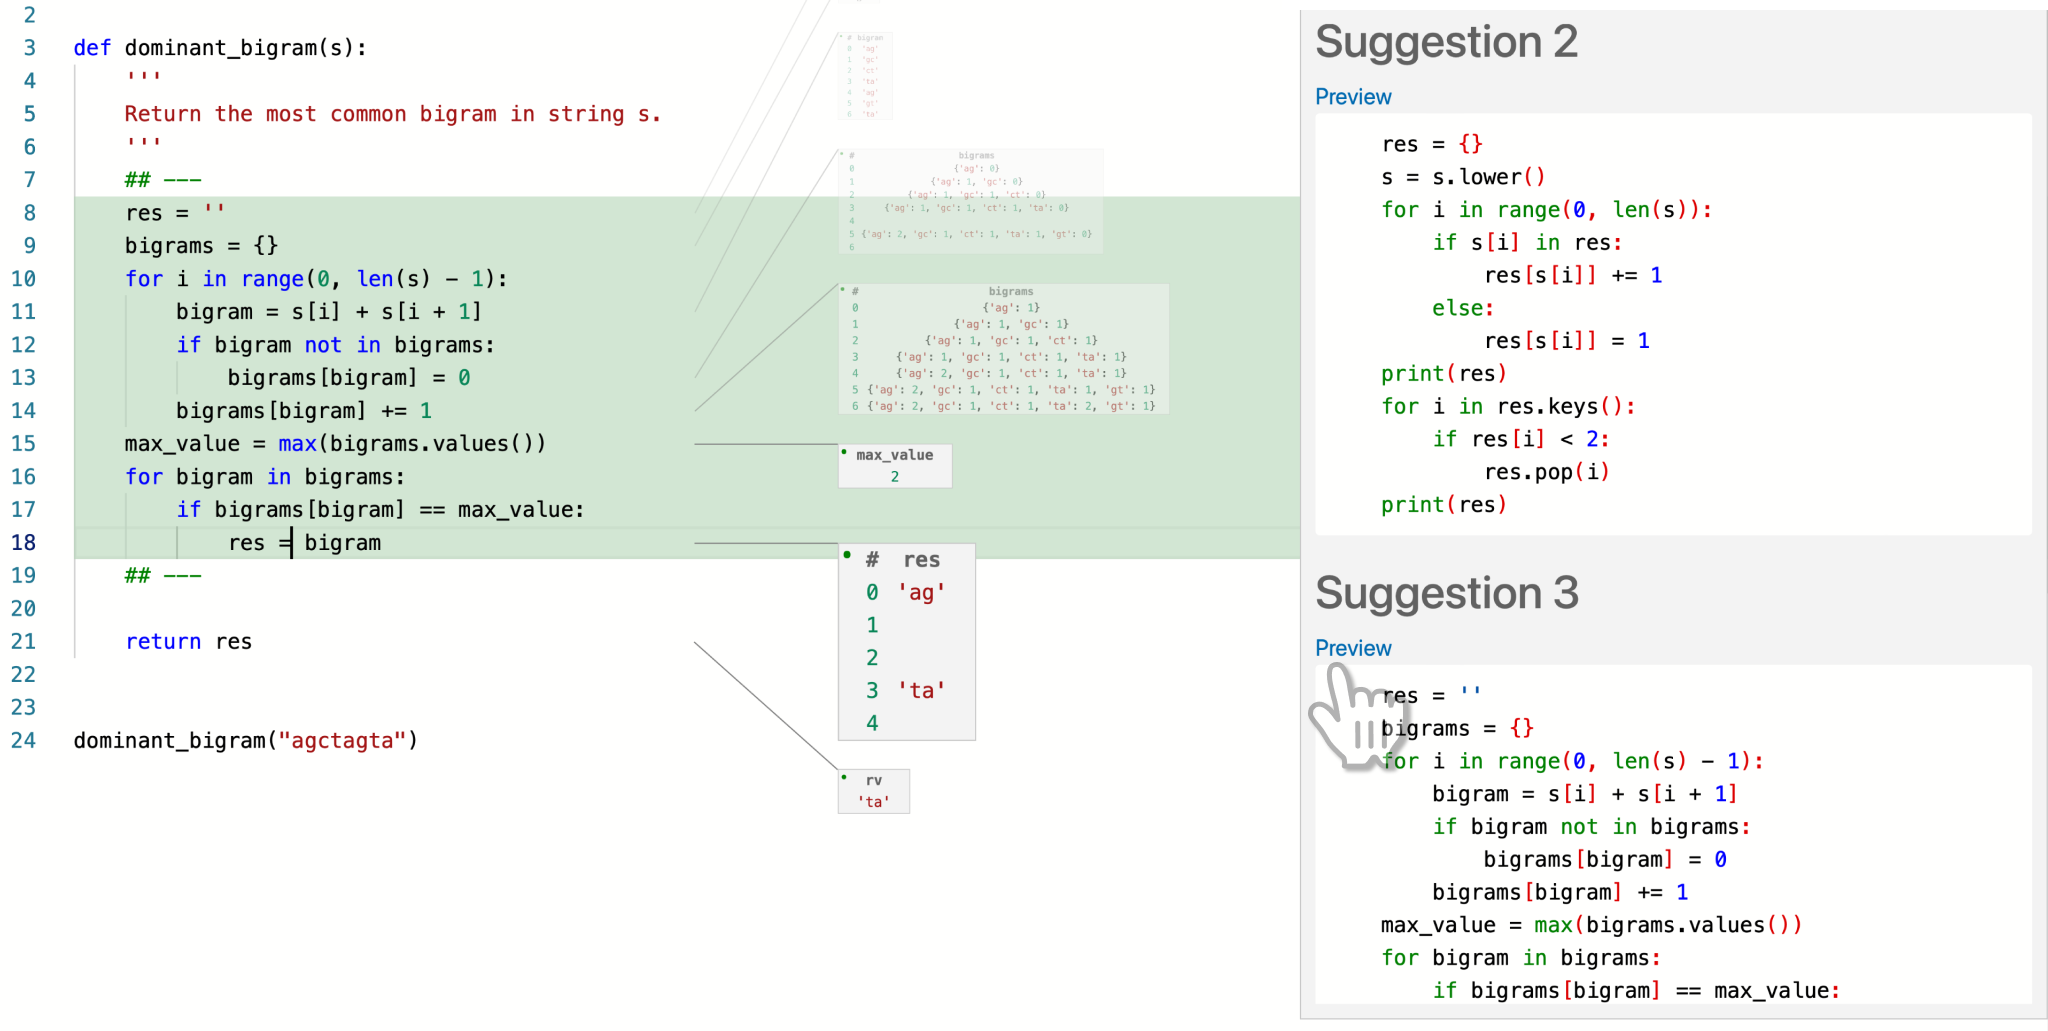 2
3 def dominant_bigram(s):
4 '''
5 Return the most common bigram in string s.
6 '''
7 ## ---
8 res = ''
9 bigrams = {}
10 for i in range(0, len(s) - 1):
11 bigram = s[i] + s[i + 1]
12 if bigram not in bigrams:
13 bigrams[bigram] = 0
14 bigrams[bigram] += 1
15 max_value = max(bigrams.values())
16 for bigram in bigrams:
17 if bigrams[bigram] == max_value:
18 res = bigram
19 ## ---
20
21 return res
22
23
24 dominant_bigram("agctagta")
# bigram
0 'ag'
1 'gc'
2 'ct'
3 'ta'
4 'ag'
5 'gt'
6 'ta'
# bigrams
0 {'ag': 0}
1 {'ag': 1, 'gc': 0}
2 {'ag': 1, 'gc': 1, 'ct': 0}
3 {'ag': 1, 'gc': 1, 'ct': 1, 'ta': 0}
4
5 {'ag': 2, 'gc': 1, 'ct': 1, 'ta': 1, 'gt': 0}
6
# bigrams
0 {'ag': 1}
1 {'ag': 1, 'gc': 1}
2 {'ag': 1, 'gc': 1, 'ct': 1}
3 {'ag': 1, 'gc': 1, 'ct': 1, 'ta': 1}
4 {'ag': 2, 'gc': 1, 'ct': 1, 'ta': 1}
5 {'ag': 2, 'gc': 1, 'ct': 1, 'ta': 1, 'gt': 1}
6 {'ag': 2, 'gc': 1, 'ct': 1, 'ta': 2, 'gt': 1}
max_value
2
# res
0 'ag'
1
2
3 'ta'
4
rv
'ta'
Suggestion 2
Preview
res = {}
s = s.lower()
for i in range(0, len(s)):
if s[i] in res:
res[s[i]] += 1
else:
res[s[i]] = 1
print(res)
for i in res.keys():
if res[i] < 2:
res.pop(i)
print(res)
Suggestion 3
Preview
res = ''
bigrams = {}
for i in range(0, len(s) - 1):
bigram = s[i] + s[i + 1]
if bigram not in bigrams:
bigrams[bigram] = 0
bigrams[bigram] += 1
max_value = max(bigrams.values())
for bigram in bigrams:
if bigrams[bigram] == max_value: